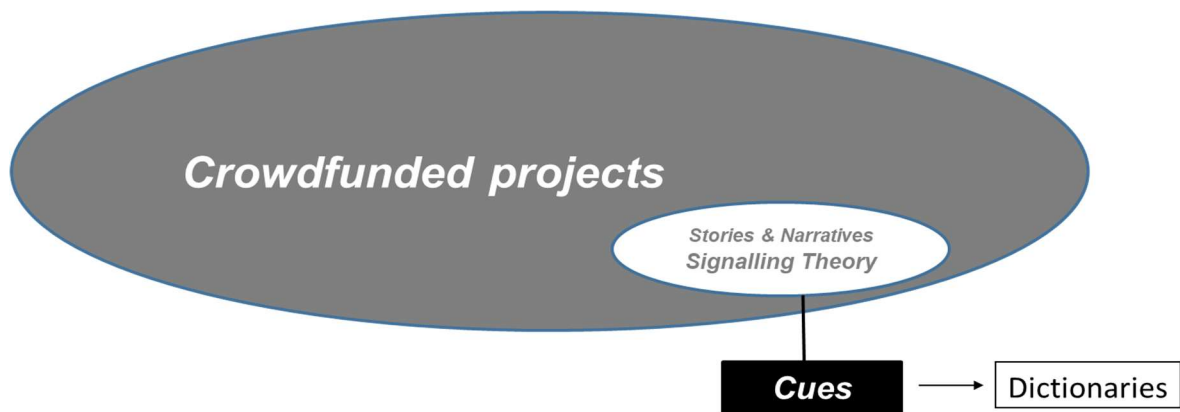 Crowdfunded projects
Stories & Narratives
Signalling Theory
Cues
Dictionaries